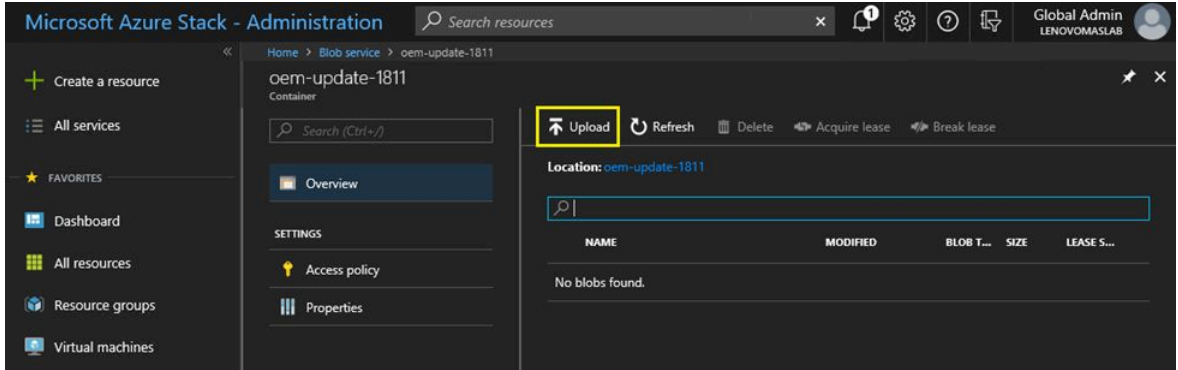 Microsoft Azure Stack - Administration
Search resources
1
Global Admin
LENOVOMASLAB
Home > Blob service > oem-update-1811
Create a resource
All services
FAVORITES
Dashboard
All resources
Resource groups
Virtual machines
oem-update-1811
Container
Search (Ctrl+/)
Overview
SETTINGS
Access policy
Properties
Upload Refresh Delete Acquire lease Break lease
Location: oem-update-1811
NAME MODIFIED BLOB T... SIZE LEASE S...
No blobs found.